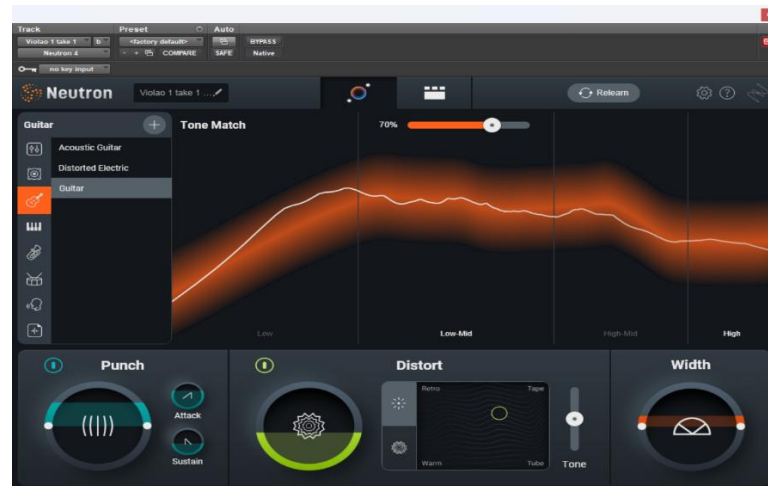 Track Preset Auto
Violao 1 take 1 b <factory default> BYPASS
Neutron 4 - + COMPARE SAFE Native
no key input
Neutron Violao 1 take 1 ... Relearn
Guitar + Tone Match 70%
Acoustic Guitar
Distorted Electric
Guitar
Low Low-Mid High-Mid High
Punch Distort Width
Retro Tape
Attack
Sustain
Warm Tube Tone